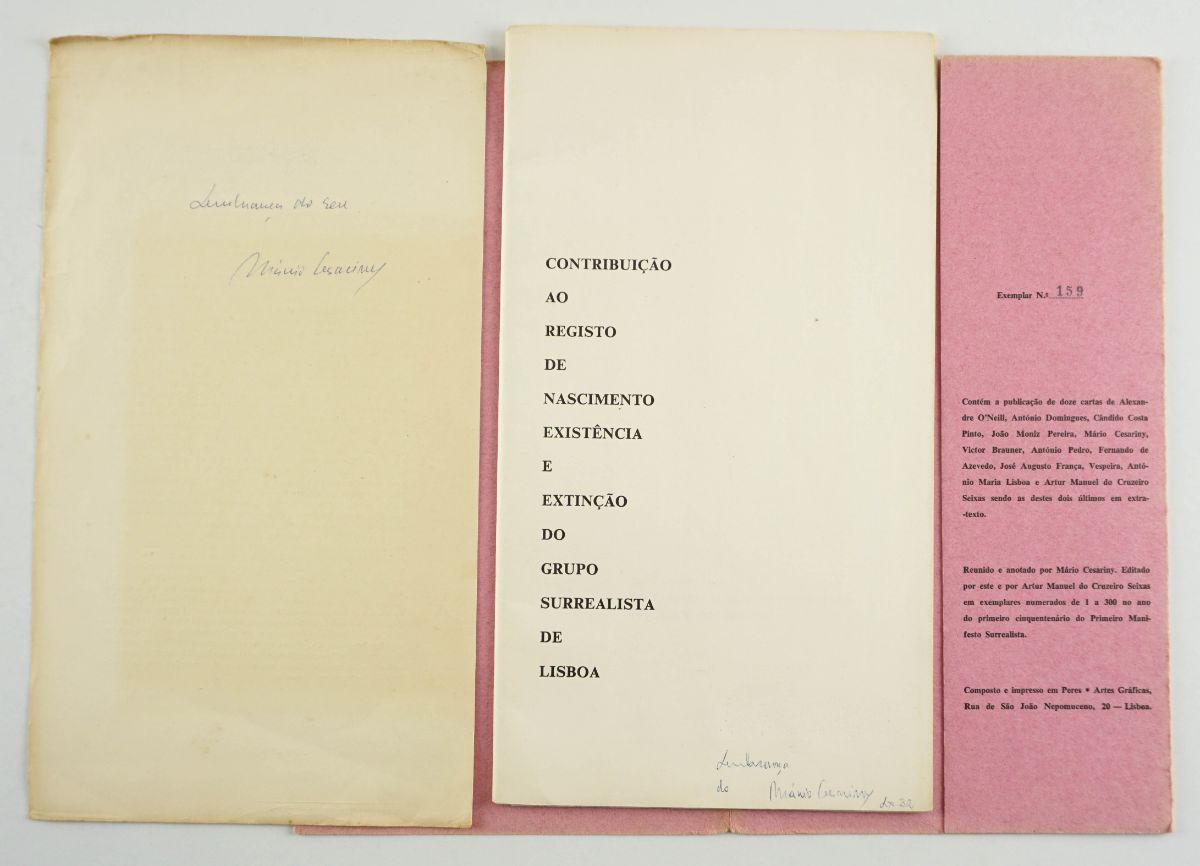 Lembrança do seu
Mário Cesariny
CONTRIBUIÇÃO
AO
REGISTO
DE
NASCIMENTO
EXISTÊNCIA
E
EXTINÇÃO
DO
GRUPO
SURREALISTA
DE
LISBOA
Lembrança
do Mário Cesariny
Exemplar N.º 159
Contém a publicação de doze cartas de Alexan-
dre O'Neill, António Domingues, Cândido Costa
Pinto, João Moniz Pereira, Mário Cesariny,
Victor Brauner, António Pedro, Fernando de
Azevedo, José Augusto França, Vespeira, Antó-
nio Maria Lisboa e Artur Manuel do Cruzeiro
Seixas sendo as destes dois últimos em extra-
-texto.
Reunido e anotado por Mário Cesariny. Editado
por este e por Artur Manuel do Cruzeiro Seixas
em exemplares numerados de 1 a 300 no ano
do primeiro cinquentenário do Primeiro Mani-
festo Surrealista.
Composto e impresso em Peres * Artes Gráficas,
Rua de São João Nepomuceno, 20 — Lisboa.